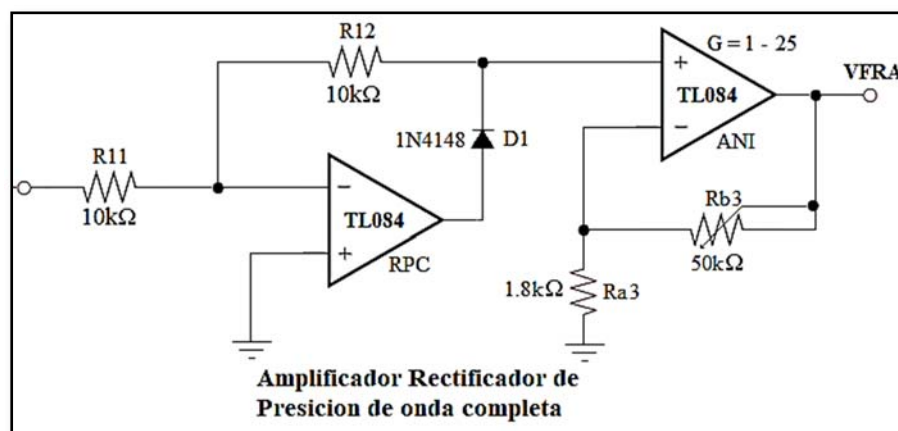 R12
10kΩ
R11
10kΩ
1N4148
D1
TL084
RPC
G = 1 - 25
TL084
ANI
VFRA
Rb3
50kΩ
1.8kΩ
Ra3
Amplificador Rectificador de
Presicion de onda completa